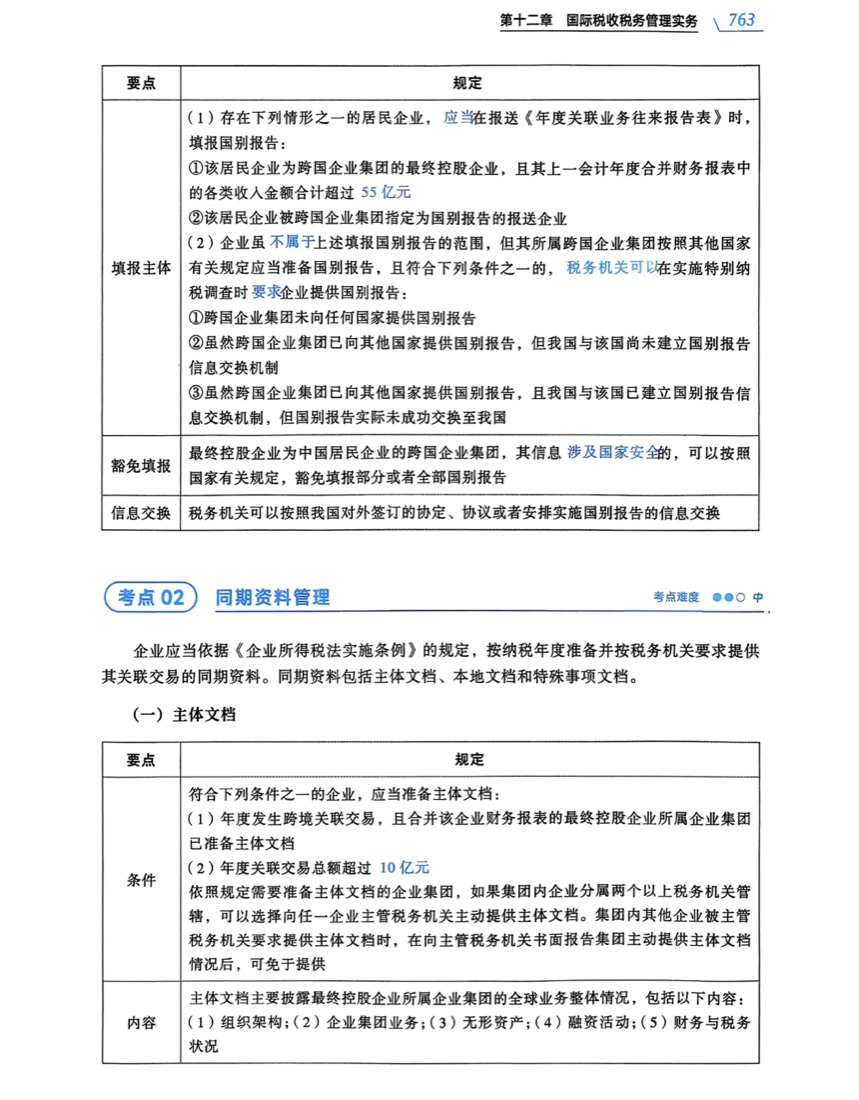 第十二章 国际税收税务管理实务 763
要点 规定
(1)存在下列情形之一的居民企业，应当在报送《年度关联业务往来报告表》时，
填报国别报告：
①该居民企业为跨国企业集团的最终控股企业，且其上一会计年度合并财务报表中
的各类收入金额合计超过 55 亿元
②该居民企业被跨国企业集团指定为国别报告的报送企业
(2)企业虽不属于上述填报国别报告的范围，但其所属跨国企业集团按照其他国家
填报主体 有关规定应当准备国别报告，且符合下列条件之一的，税务机关可以在实施特别纳
税调查时要求企业提供国别报告：
①跨国企业集团未向任何国家提供国别报告
②虽然跨国企业集团已向其他国家提供国别报告，但我国与该国尚未建立国别报告
信息交换机制
③虽然跨国企业集团已向其他国家提供国别报告，且我国与该国已建立国别报告信
息交换机制，但国别报告实际未成功交换至我国
豁免填报 最终控股企业为中国居民企业的跨国企业集团，其信息涉及国家安全的，可以按照
国家有关规定，豁免填报部分或者全部国别报告
信息交换 税务机关可以按照我国对外签订的协定、协议或者安排实施国别报告的信息交换
考点 02 同期资料管理 考点难度 中
企业应当依据《企业所得税法实施条例》的规定，按纳税年度准备并按税务机关要求提供
其关联交易的同期资料。同期资料包括主体文档、本地文档和特殊事项文档。
(一)主体文档
要点 规定
符合下列条件之一的企业，应当准备主体文档：
(1)年度发生跨境关联交易，且合并该企业财务报表的最终控股企业所属企业集团
已准备主体文档
(2)年度关联交易总额超过 10 亿元
条件 依照规定需要准备主体文档的企业集团，如果集团内企业分属两个以上税务机关管
辖，可以选择向任一企业主管税务机关主动提供主体文档。集团内其他企业被主管
税务机关要求提供主体文档时，在向主管税务机关书面报告集团主动提供主体文档
情况后，可免于提供
主体文档主要披露最终控股企业所属企业集团的全球业务整体情况，包括以下内容：
内容 (1)组织架构;(2)企业集团业务;(3)无形资产;(4)融资活动;(5)财务与税务
状况